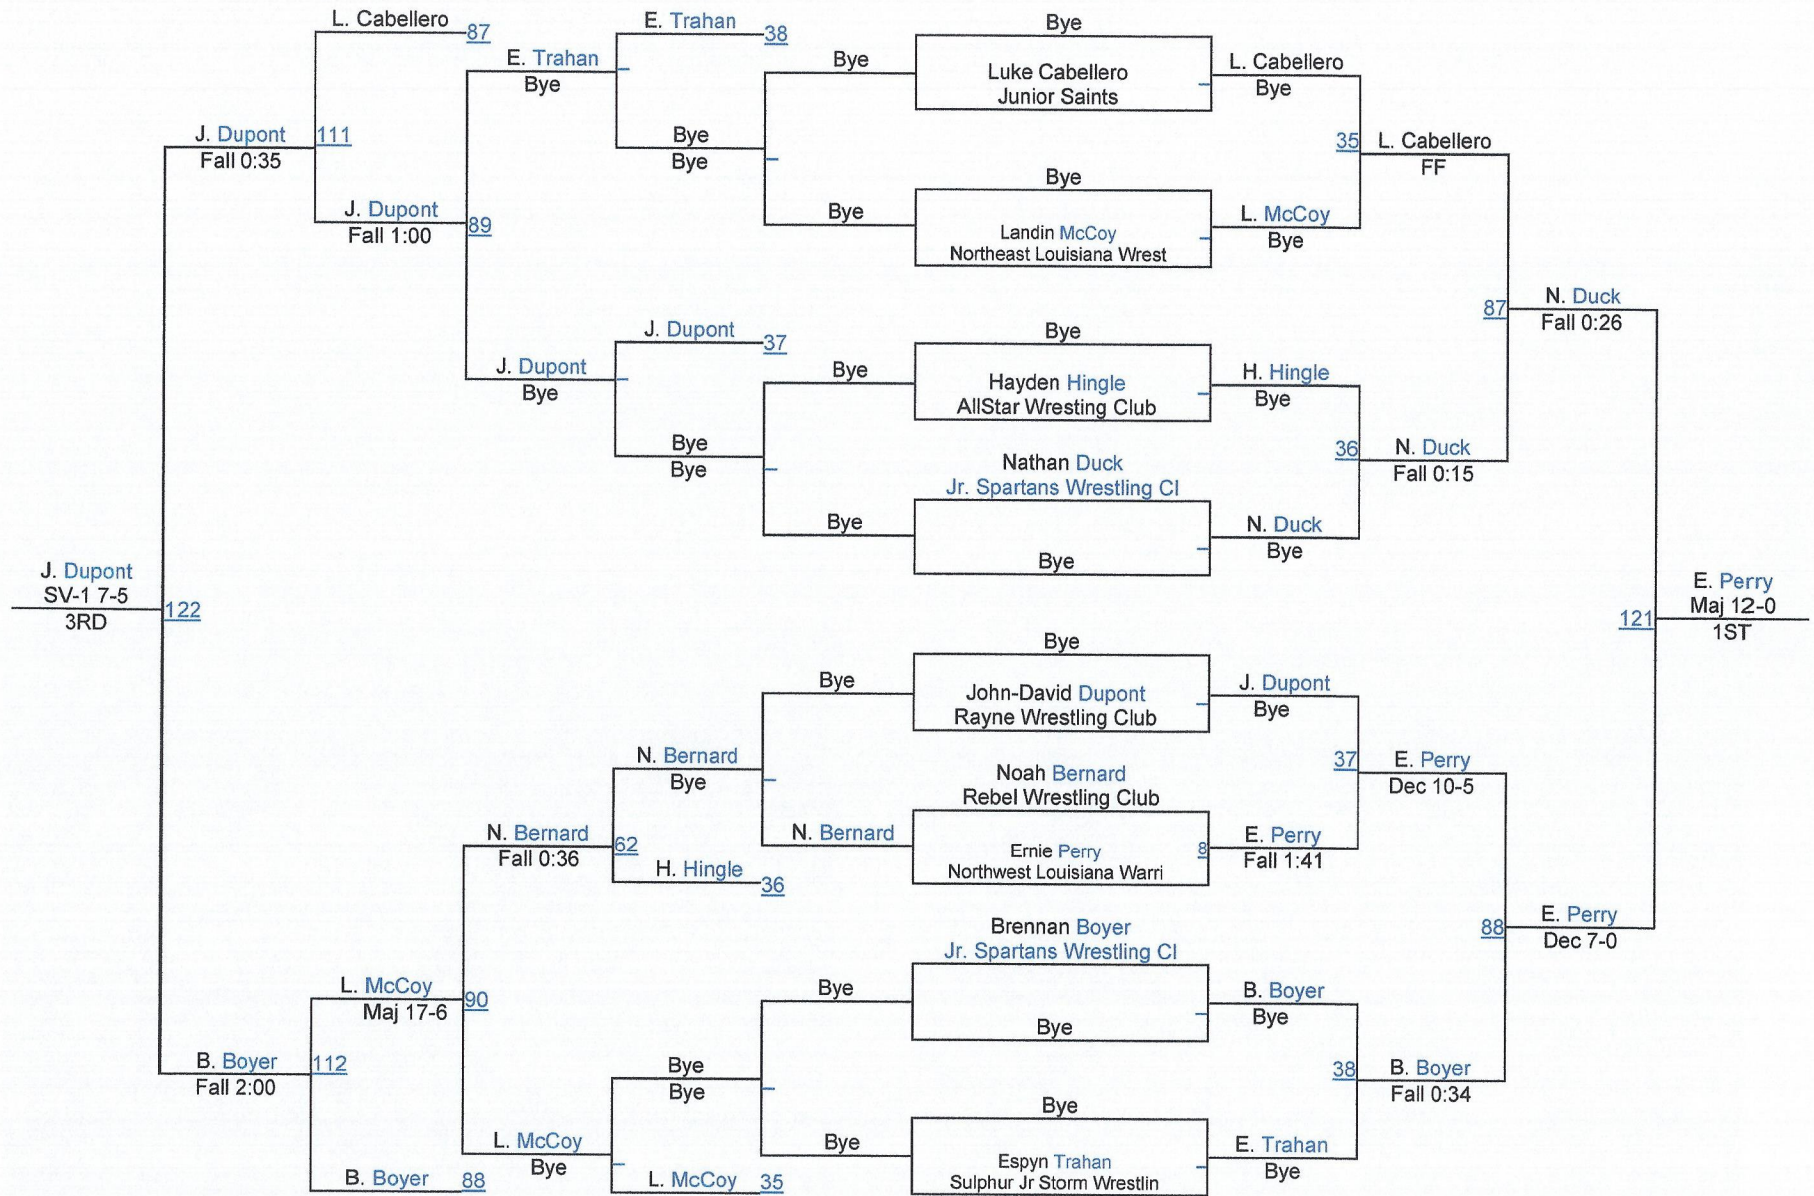 L. Cabellero
87
J. Dupont
Fall 0:35
111
J. Dupont
Fall 1:00
89
E. Trahan
Bye
E. Trahan
38
Bye
Bye
Bye
Bye
J. Dupont
Bye
J. Dupont
37
Bye
Bye
Bye
Bye
J. Dupont
SV-1 7-5
3RD
122
N. Bernard
Bye
Bye
N. Bernard
N. Bernard
Fall 0:36
62
H. Hingle
36
L. McCoy
Maj 17-6
90
B. Boyer
Fall 2:00
112
B. Boyer
88
L. McCoy
Bye
Bye
Bye
L. McCoy
35
Bye
Bye
Bye
Luke Cabellero
Junior Saints
Bye
Landin McCoy
Northeast Louisiana Wrest
Bye
Hayden Hingle
AllStar Wresting Club
Nathan Duck
Jr. Spartans Wrestling Cl
Bye
Bye
John-David Dupont
Rayne Wrestling Club
Noah Bernard
Rebel Wrestling Club
Ernie Perry
Northwest Louisiana Warri
8
Brennan Boyer
Jr. Spartans Wrestling Cl
Bye
Bye
Espyn Trahan
Sulphur Jr Storm Wrestlin
L. Cabellero
Bye
35
L. McCoy
Bye
L. Cabellero
FF
H. Hingle
Bye
36
N. Duck
Bye
N. Duck
Fall 0:15
87
N. Duck
Fall 0:26
J. Dupont
Bye
37
E. Perry
Fall 1:41
E. Perry
Dec 10-5
B. Boyer
Bye
38
E. Trahan
Bye
B. Boyer
Fall 0:34
88
E. Perry
Dec 7-0
121
E. Perry
Maj 12-0
1ST